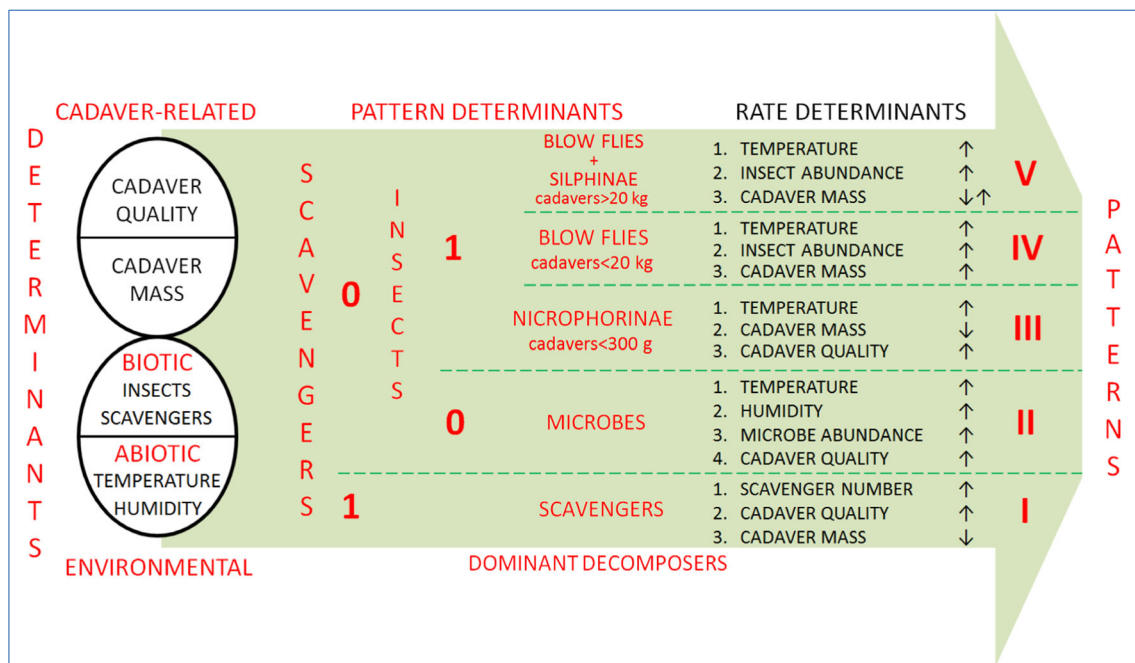 CADAVER-RELATED
PATTERN DETERMINANTS
RATE DETERMINANTS
DETERMINANTS
CADAVER
QUALITY
CADAVER
MASS
BIOTIC
INSECTS
SCAVENGERS
ABIOTIC
TEMPERATURE
HUMIDITY
ENVIRONMENTAL
SCAVENGERS
0
1
INSECTS
1
0
BLOW FLIES
+
SILPHINAE
cadavers>20 kg
1. TEMPERATURE ↑
2. INSECT ABUNDANCE ↑
3. CADAVER MASS ↓↑
V
BLOW FLIES
cadavers<20 kg
1. TEMPERATURE ↑
2. INSECT ABUNDANCE ↑
3. CADAVER MASS ↑
IV
NICROPHORINAE
cadavers<300 g
1. TEMPERATURE ↑
2. CADAVER MASS ↓
3. CADAVER QUALITY ↑
III
MICROBES
1. TEMPERATURE ↑
2. HUMIDITY ↑
3. MICROBE ABUNDANCE ↑
4. CADAVER QUALITY ↑
II
SCAVENGERS
1. SCAVENGER NUMBER ↑
2. CADAVER QUALITY ↑
3. CADAVER MASS ↓
I
DOMINANT DECOMPOSERS
PATTERNS